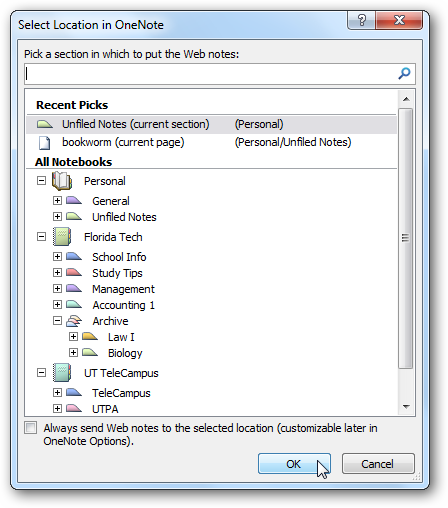 Select Location in OneNote
Pick a section in which to put the Web notes:
Recent Picks
Unfiled Notes (current section) (Personal)
bookworm (current page) (Personal/Unfiled Notes)
All Notebooks
Personal
General
Unfiled Notes
Florida Tech
School Info
Study Tips
Management
Accounting 1
Archive
Law I
Biology
UT TeleCampus
TeleCampus
UTPA
Always send Web notes to the selected location (customizable later in
OneNote Options).
OK Cancel